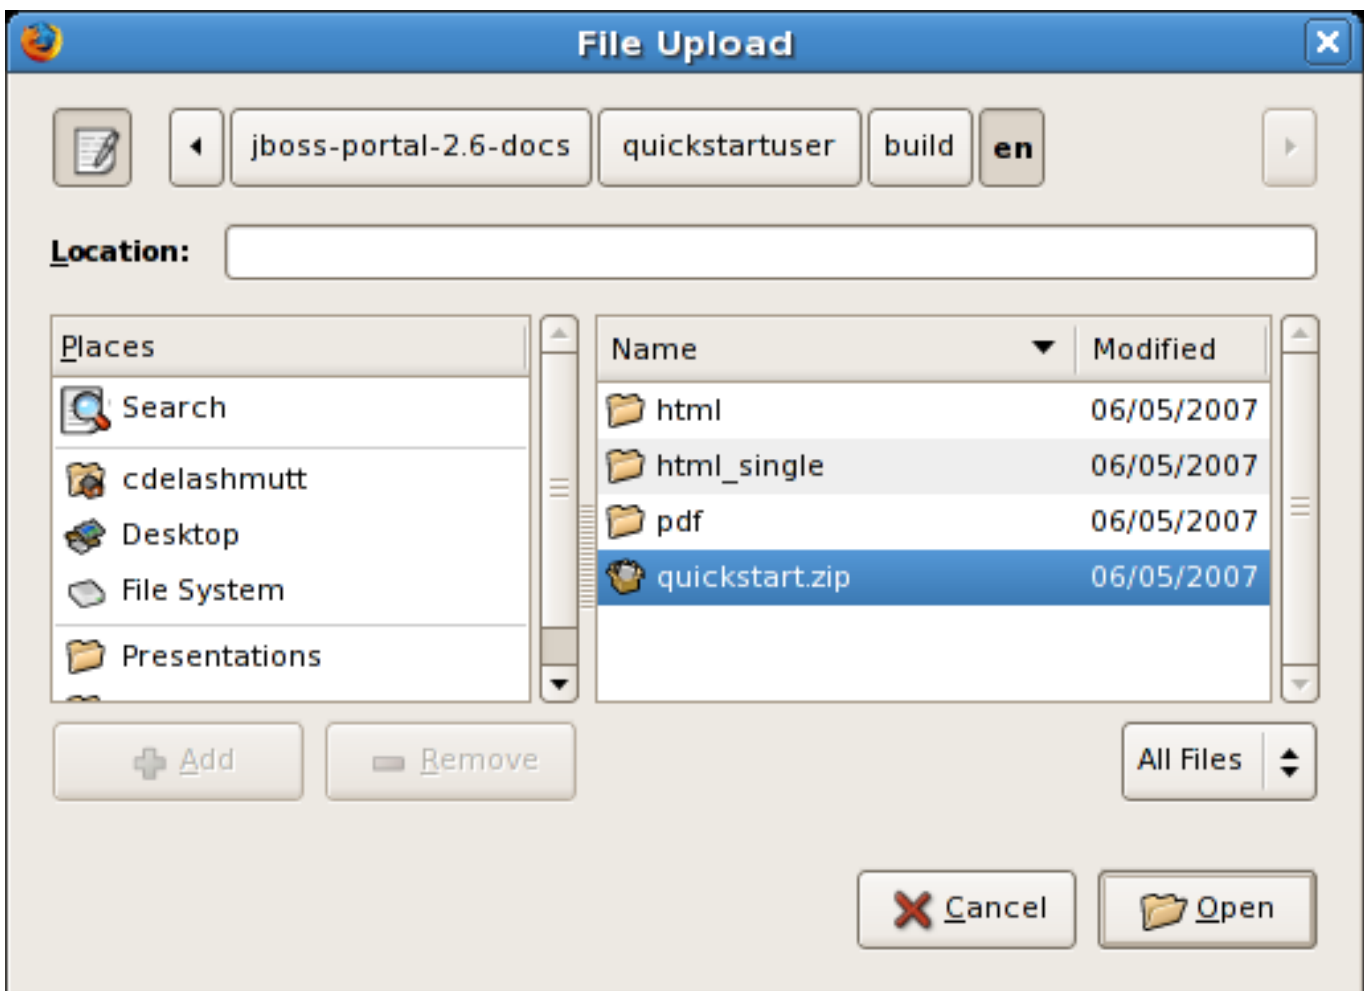 File Upload
jboss-portal-2.6-docs quickstartuser build en
Location:
Places
Search
cdelashmutt
Desktop
File System
Presentations
Name Modified
html 06/05/2007
html_single 06/05/2007
pdf 06/05/2007
quickstart.zip 06/05/2007
Add Remove
All Files
Cancel Open